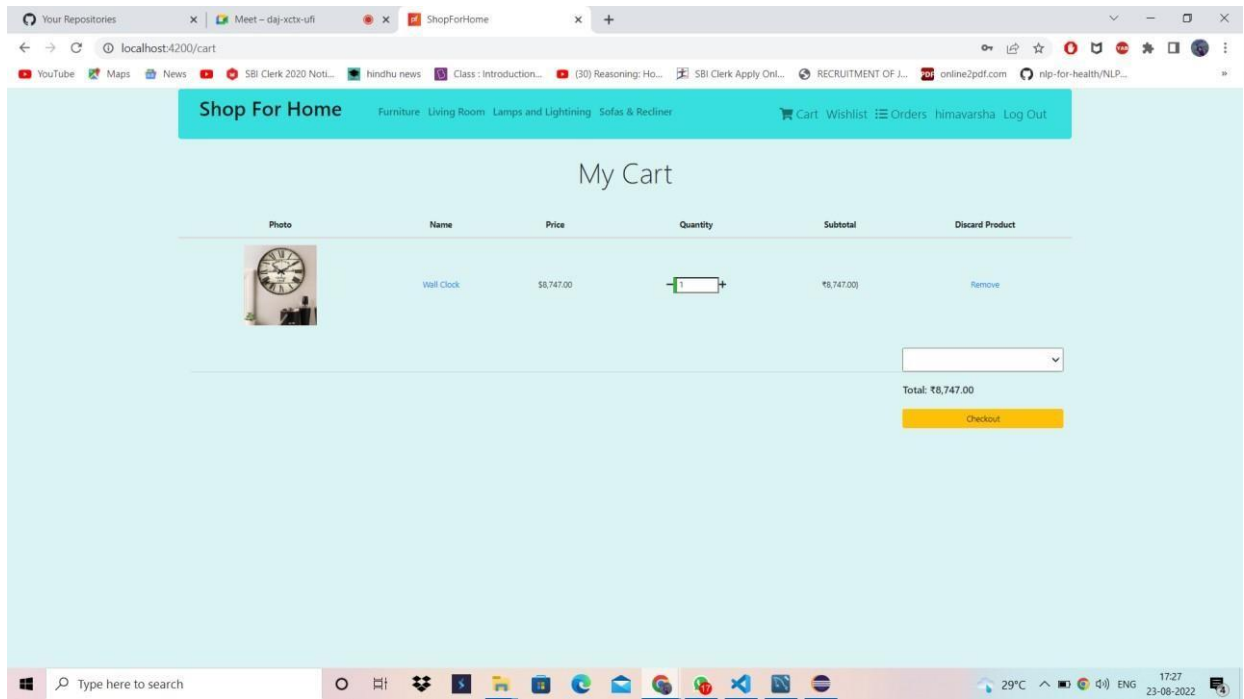 Your Repositories
Meet – daj-xctx-ufi
ShopForHome
localhost:4200/cart
YouTube Maps News SBI Clerk 2020 Noti... hindhu news Class : Introduction... (30) Reasoning: Ho... SBI Clerk Apply Onl... RECRUITMENT OF J... online2pdf.com nlp-for-health/NLP...
Shop For Home Furniture Living Room Lamps and Lightining Sofas & Recliner Cart Wishlist Orders himavarsha Log Out
My Cart
Photo Name Price Quantity Subtotal Discard Product
Wall Clock $8,747.00 1 ₹8,747.00) Remove
Total: ₹8,747.00
Checkout
Type here to search
29°C ENG 17:27
23-08-2022